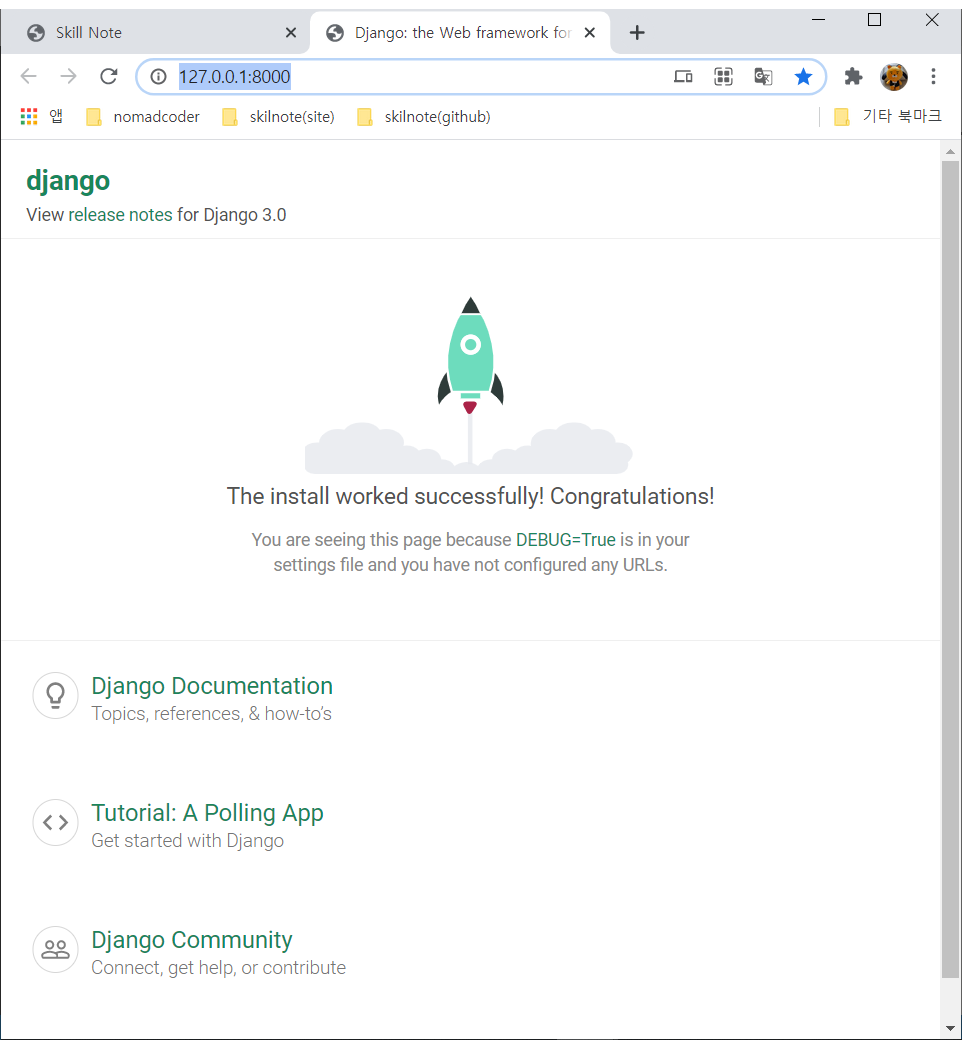 Skill Note
Django: the Web framework for
127.0.0.1:8000
앱 nomadcoder skilnote(site) skilnote(github) 기타 북마크
django
View release notes for Django 3.0
The install worked successfully! Congratulations!
You are seeing this page because DEBUG=True is in your
settings file and you have not configured any URLs.
Django Documentation
Topics, references, & how-to’s
Tutorial: A Polling App
Get started with Django
Django Community
Connect, get help, or contribute